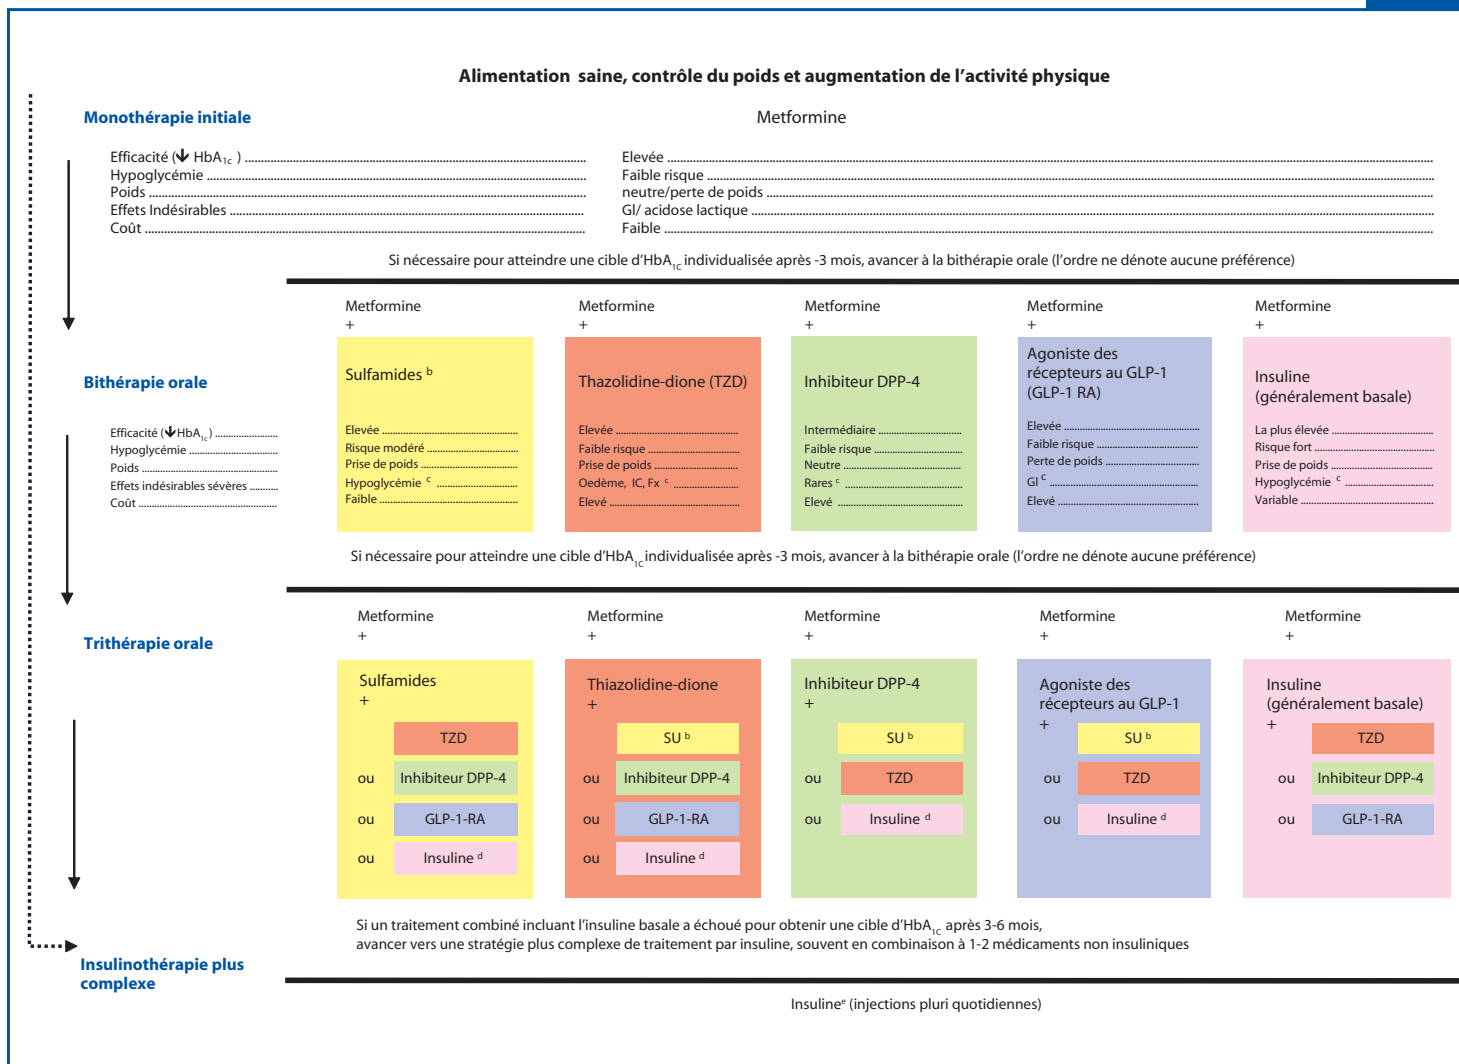 Alimentation saine, contrôle du poids et augmentation de l'activité physique
Monothérapie initiale
Metformine
Efficacité (🡳 HbA1c ) ........ Elevée ........
Hypoglycémie ........ Faible risque ........
Poids ........ neutre/perte de poids ........
Effets Indésirables ........ GI/ acidose lactique ........
Coût ........ Faible ........
Si nécessaire pour atteindre une cible d'HbA1C individualisée après -3 mois, avancer à la bithérapie orale (l'ordre ne dénote aucune préférence)
Metformine
+
Metformine
+
Metformine
+
Metformine
+
Metformine
+
Bithérapie orale
Efficacité (🡳HbA1c) ........
Hypoglycémie ........
Poids ........
Effets indésirables sévères ........
Coût ........
Sulfamides b
Elevée ........
Risque modéré ........
Prise de poids ........
Hypoglycémie c ........
Faible ........
Thazolidine-dione (TZD)
Elevée ........
Faible risque ........
Prise de poids ........
Oedème, IC, Fx c ........
Elevé ........
Inhibiteur DPP-4
Intermédiaire ........
Faible risque ........
Neutre ........
Rares c ........
Elevé ........
Agoniste des
récepteurs au GLP-1
(GLP-1 RA)
Elevée ........
Faible risque ........
Perte de poids ........
GI c ........
Elevé ........
Insuline
(généralement basale)
La plus élevée ........
Risque fort ........
Prise de poids ........
Hypoglycémie c ........
Variable ........
Si nécessaire pour atteindre une cible d'HbA1C individualisée après -3 mois, avancer à la bithérapie orale (l'ordre ne dénote aucune préférence)
Trithérapie orale
Metformine
+
Sulfamides
+
TZD
ou Inhibiteur DPP-4
ou GLP-1-RA
ou Insuline d
Metformine
+
Thiazolidine-dione
+
SU b
ou Inhibiteur DPP-4
ou GLP-1-RA
ou Insuline d
Metformine
+
Inhibiteur DPP-4
+
SU b
ou TZD
ou Insuline d
Metformine
+
Agoniste des
récepteurs au GLP-1
+
SU b
ou TZD
ou Insuline d
Metformine
+
Insuline
(généralement basale)
+
TZD
ou Inhibiteur DPP-4
ou GLP-1-RA
Si un traitement combiné incluant l'insuline basale a échoué pour obtenir une cible d'HbA1C après 3-6 mois,
avancer vers une stratégie plus complexe de traitement par insuline, souvent en combinaison à 1-2 médicaments non insuliniques
Insulinothérapie plus
complexe
Insuline e (injections pluri quotidiennes)